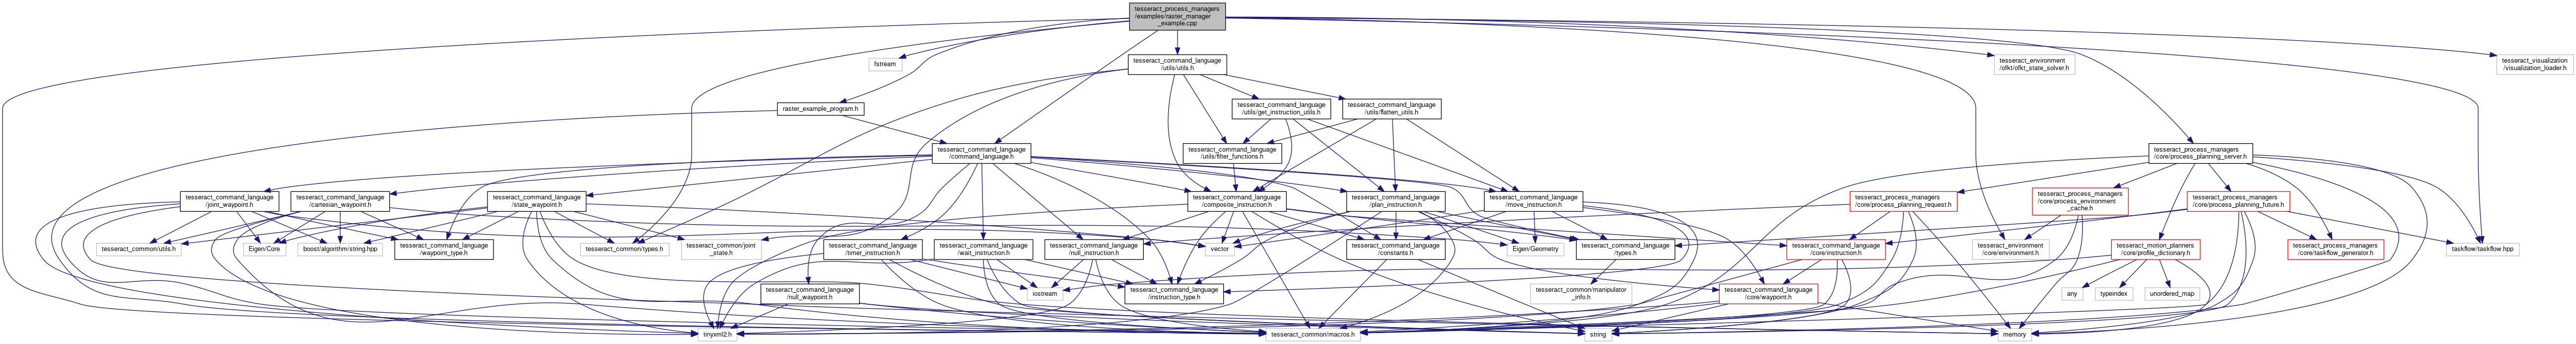 tesseract_process_managers
/examples/raster_manager
_example.cpp
fstream
tesseract_command_language
/utils/utils.h
tesseract_environment
/ofkt/ofkt_state_solver.h
tesseract_visualization
/visualization_loader.h
raster_example_program.h
tesseract_command_language
/utils/get_instruction_utils.h
tesseract_command_language
/utils/flatten_utils.h
tesseract_command_language
/command_language.h
tesseract_command_language
/utils/filter_functions.h
tesseract_process_managers
/core/process_planning_server.h
tesseract_command_language
/joint_waypoint.h
tesseract_command_language
/cartesian_waypoint.h
tesseract_command_language
/state_waypoint.h
tesseract_command_language
/composite_instruction.h
tesseract_command_language
/plan_instruction.h
tesseract_command_language
/move_instruction.h
tesseract_process_managers
/core/process_planning_request.h
tesseract_process_managers
/core/process_environment
_cache.h
tesseract_process_managers
/core/process_planning_future.h
tesseract_common/utils.h
Eigen/Core
boost/algorithm/string.hpp
tesseract_command_language
/waypoint_type.h
tesseract_common/types.h
tesseract_common/joint
_state.h
tesseract_command_language
/timer_instruction.h
tesseract_command_language
/wait_instruction.h
tesseract_command_language
/null_instruction.h
vector
tesseract_command_language
/constants.h
Eigen/Geometry
tesseract_command_language
/types.h
tesseract_command_language
/core/instruction.h
tesseract_environment
/core/environment.h
tesseract_motion_planners
/core/profile_dictionary.h
tesseract_process_managers
/core/taskflow_generator.h
taskflow/taskflow.hpp
tesseract_command_language
/null_waypoint.h
iostream
tesseract_command_language
/instruction_type.h
tesseract_common/manipulator
_info.h
tesseract_command_language
/core/waypoint.h
any
typeindex
unordered_map
tinyxml2.h
tesseract_common/macros.h
string
memory